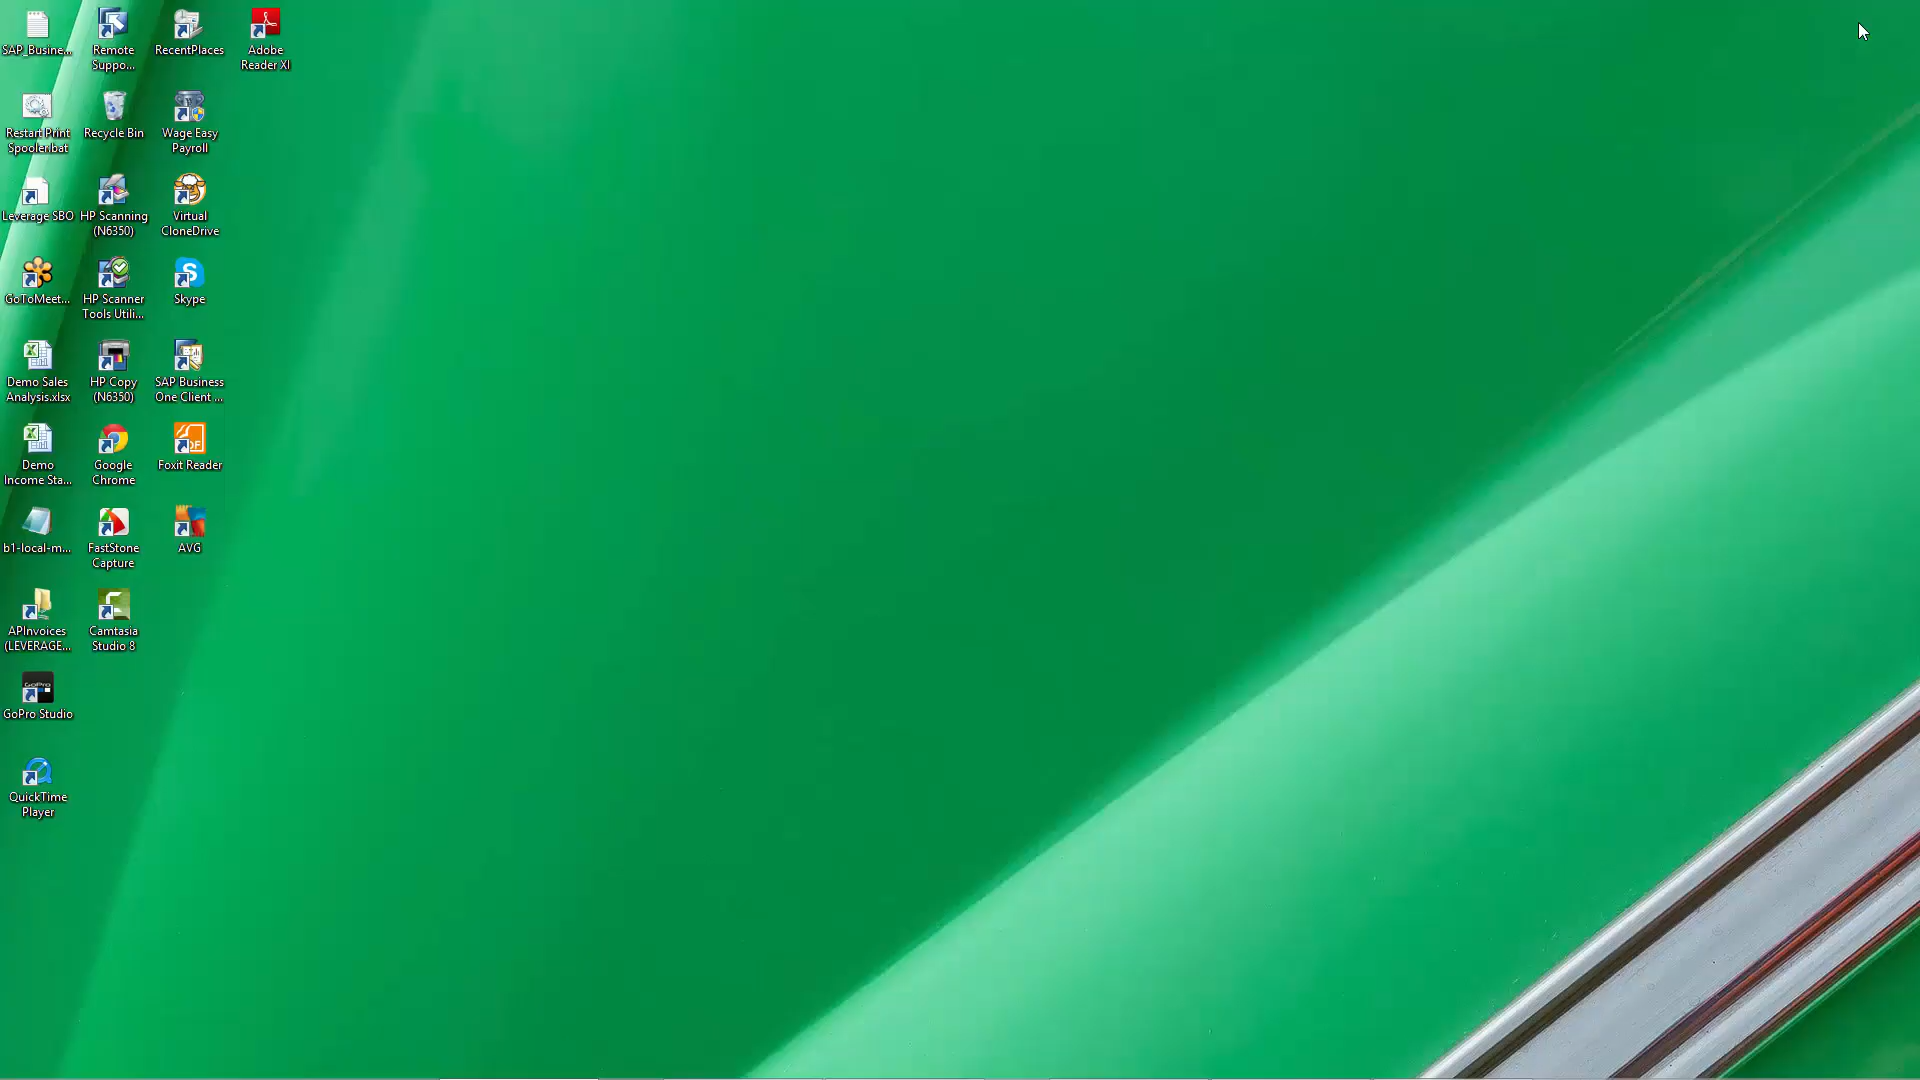 SAP_Busine...
Restart Print
Spooler.bat
Leverage SBO
GoToMeet...
Demo Sales
Analysis.xlsx
Demo
Income Sta...
b1-local-m...
APInvoices
(LEVERAGE...
GoPro Studio
QuickTime
Player
Remote
Suppo...
Recycle Bin
HP Scanning
(N6350)
HP Scanner
Tools Utili...
HP Copy
(N6350)
Google
Chrome
FastStone
Capture
Camtasia
Studio 8
RecentPlaces
Wage Easy
Payroll
Virtual
CloneDrive
Skype
SAP Business
One Client ...
Foxit Reader
AVG
Adobe
Reader XI